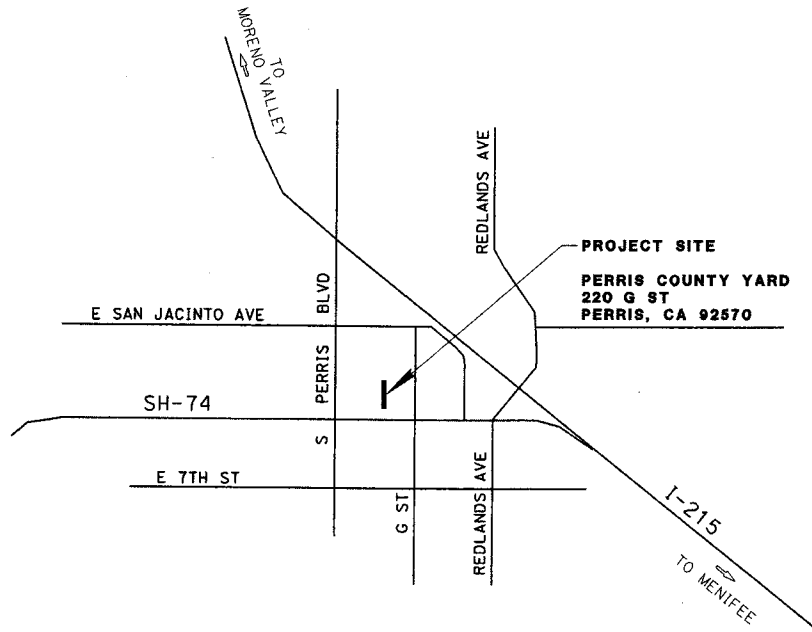 TO
MORENO VALLEY
REDLANDS AVE
PROJECT SITE
PERRIS COUNTY YARD
220 G ST
PERRIS, CA 92570
E SAN JACINTO AVE
S PERRIS BLVD
SH-74
E 7TH ST
G ST
REDLANDS AVE
I-215
TO MENIFEE